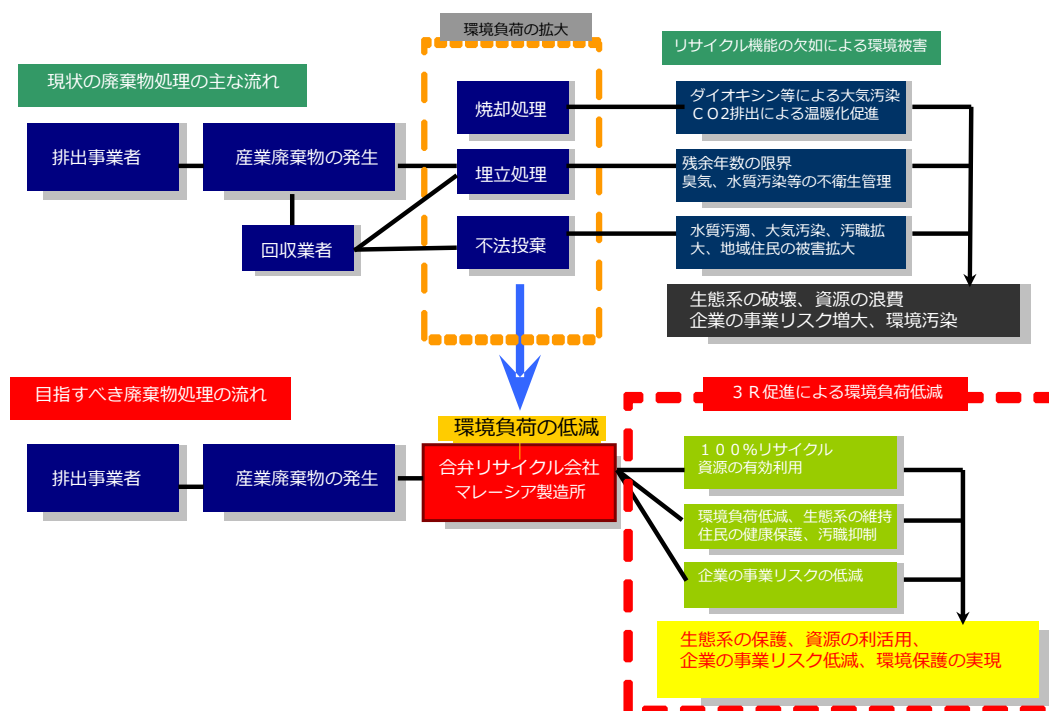 環境負荷の拡大
リサイクル機能の欠如による環境被害
現状の廃棄物処理の主な流れ
焼却処理
ダイオキシン等による大気汚染
ＣＯ2排出による温暖化促進
排出事業者
産業廃棄物の発生
埋立処理
残余年数の限界
臭気、水質汚染等の不衛生管理
回収業者
不法投棄
水質汚濁、大気汚染、汚職拡
大、地域住民の被害拡大
生態系の破壊、資源の浪費
企業の事業リスク増大、環境汚染
目指すべき廃棄物処理の流れ
３Ｒ促進による環境負荷低減
環境負荷の低減
排出事業者
産業廃棄物の発生
合弁リサイクル会社
マレーシア製造所
１００%リサイクル
資源の有効利用
環境負荷低減、生態系の維持
住民の健康保護、汚職抑制
企業の事業リスクの低減
生態系の保護、資源の利活用、
企業の事業リスク低減、環境保護の実現